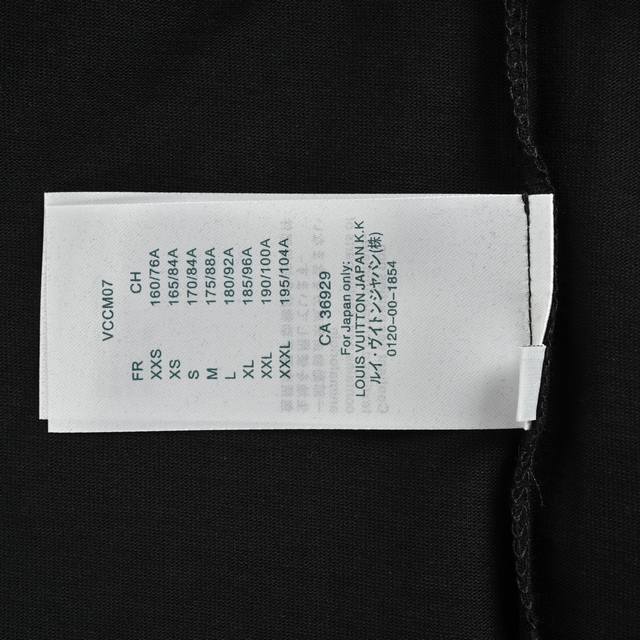 VCCM07
FR CH
XXS 160/76A
XS 165/84A
S 170/84A
M 175/88A
L 180/92A
XL 185/96A
XXL 190/100A
XXXL 195/104A
CA 36929
For Japan only:
LOUIS VUITTON JAPAN K.K
ルイ・ヴイトンジャパン(株)
0120-00-1854